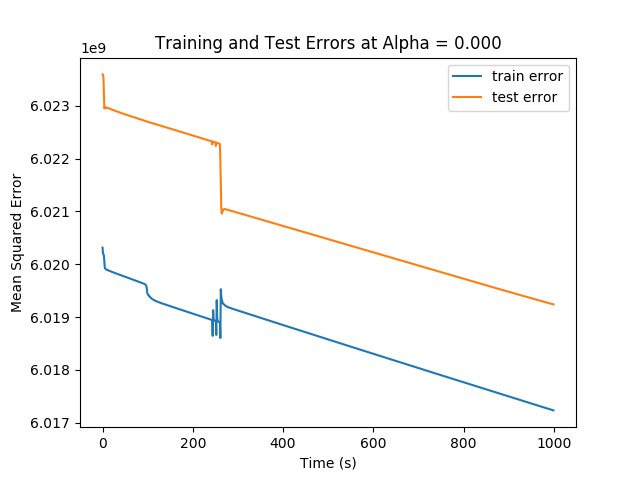 Training and Test Errors at Alpha = 0.000
1e9
train error
test error
6.023
6.022
6.021
6.020
6.019
6.018
6.017
Mean Squared Error
0
200
400
600
800
1000
Time (s)